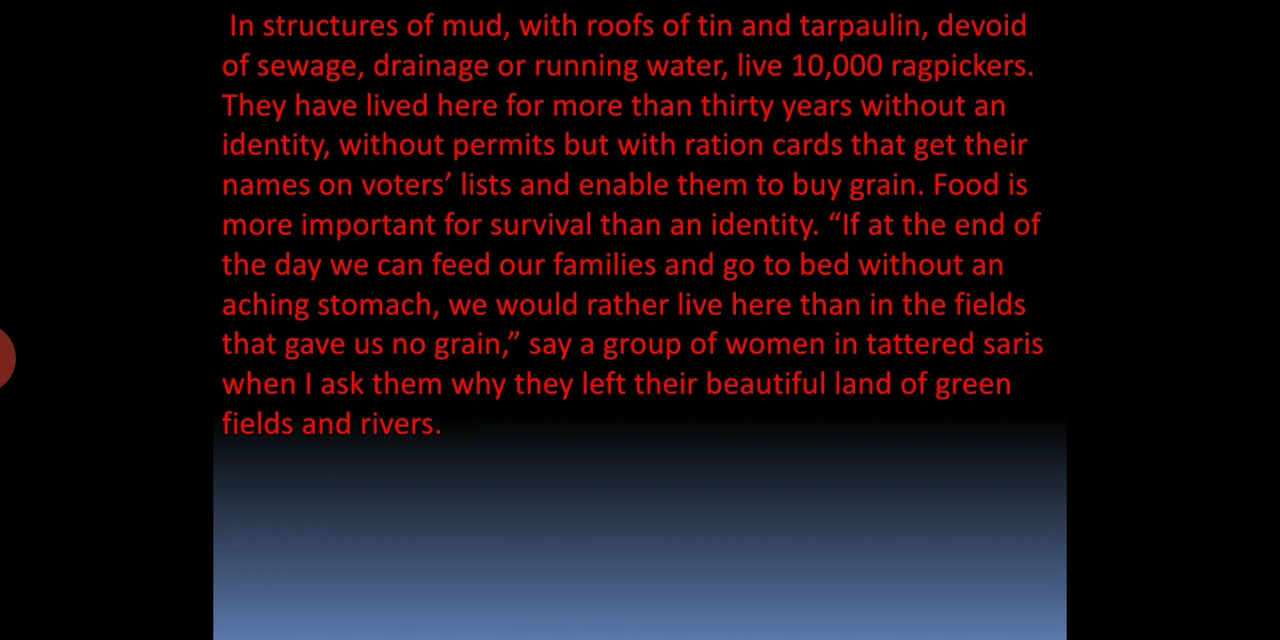 In structures of mud, with roofs of tin and tarpaulin, devoid
of sewage, drainage or running water, live 10,000 ragpickers.
They have lived here for more than thirty years without an
identity, without permits but with ration cards that get their
names on voters’ lists and enable them to buy grain. Food is
more important for survival than an identity. “If at the end of
the day we can feed our families and go to bed without an
aching stomach, we would rather live here than in the fields
that gave us no grain,” say a group of women in tattered saris
when I ask them why they left their beautiful land of green
fields and rivers.